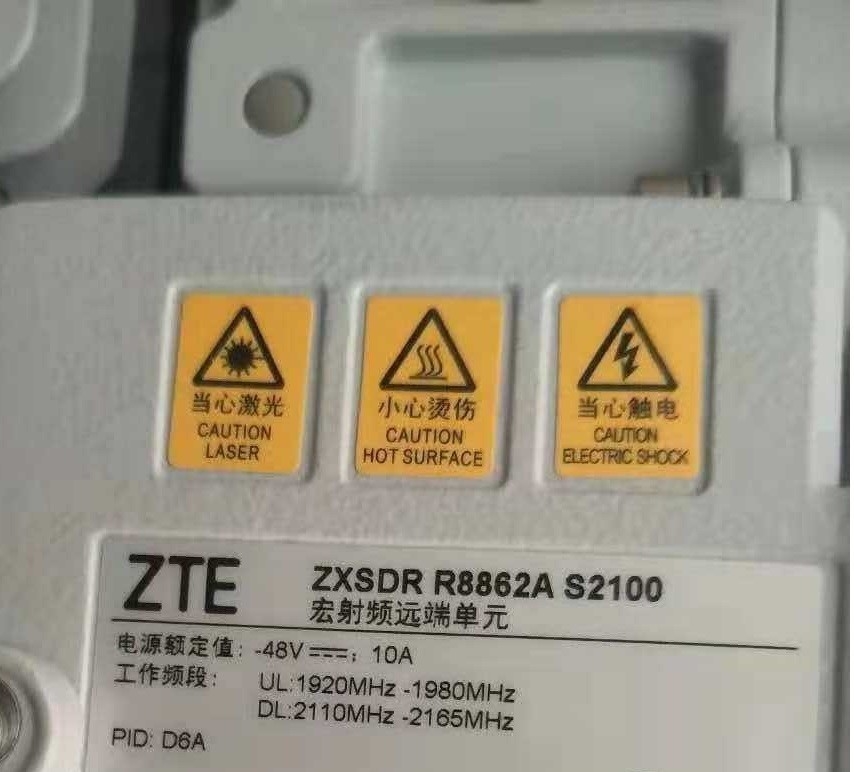 当心激光
CAUTION
LASER
小心烫伤
CAUTION
HOT SURFACE
当心触电
CAUTION
ELECTRIC SHOCK
ZTE
ZXSDR R8862A S2100
宏射频远端单元
电源额定值: -48V ⎓; 10A
工作频段: UL:1920MHz -1980MHz
DL:2110MHz -2165MHz
PID: D6A